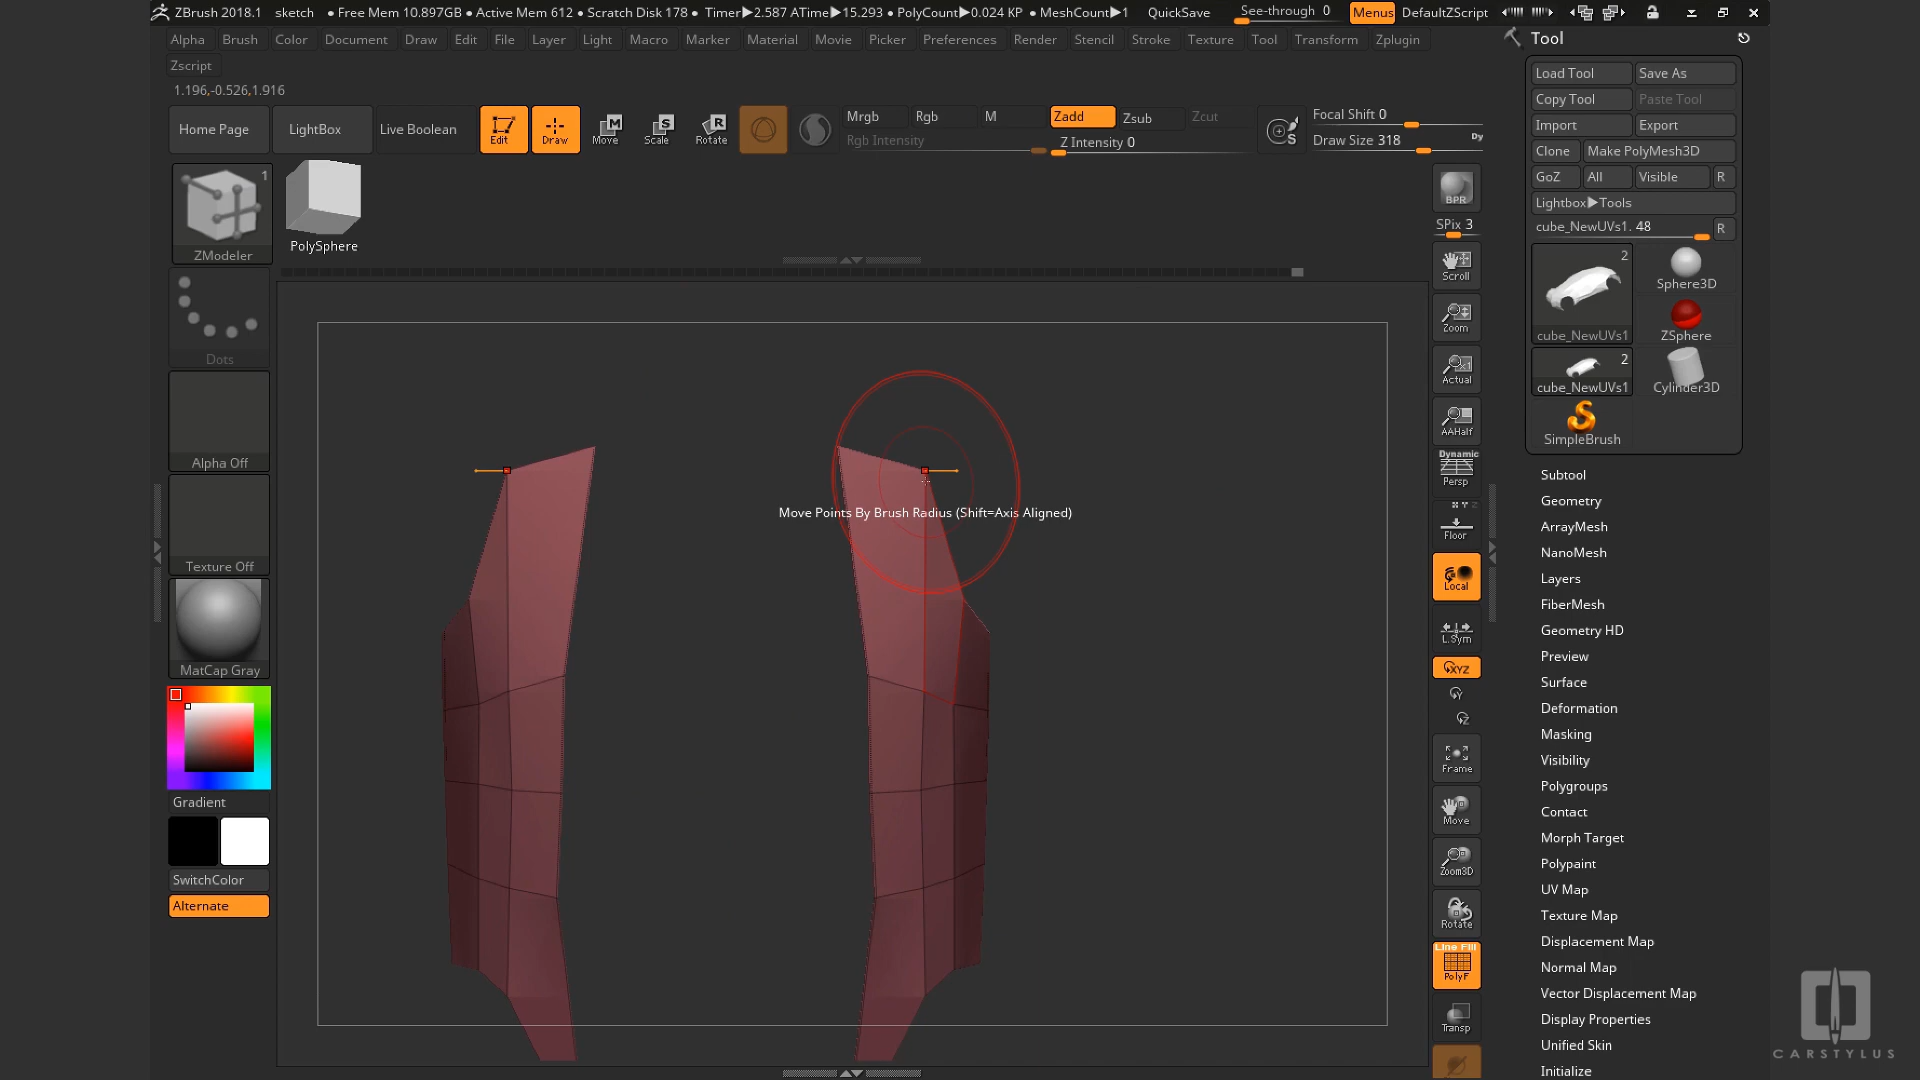 ZBrush 2018.1 sketch • Free Mem 10.897GB • Active Mem 612 • Scratch Disk 178 • Timer▶2.587 ATime▶15.293 • PolyCount▶0.024 KP • MeshCount▶1 QuickSave See-through 0 Menus DefaultZScript
Alpha Brush Color Document Draw Edit File Layer Light Macro Marker Material Movie Picker Preferences Render Stencil Stroke Texture Tool Transform Zplugin
Zscript
1.196,-0.526,1.916
Home Page LightBox Live Boolean Edit Draw Move Scale Rotate
Mrgb Rgb M Zadd Zsub Zcut
Rgb Intensity Z Intensity 0
Focal Shift 0
Draw Size 318 Dy
M
S
R
S
1
ZModeler
PolySphere
Dots
Alpha Off
Texture Off
MatCap Gray
Gradient
SwitchColor
Alternate
Move Points By Brush Radius (Shift=Axis Aligned)
BPR
SPix 3
Scroll
Zoom
Actual
AAHalf
Dynamic
Persp
X Y Z
Floor
Local
L.Sym
XYZ
Y
Z
Frame
Move
Zoom3D
Rotate
Line Fill
PolyF
Transp
Tool
Load Tool Save As
Copy Tool Paste Tool
Import Export
Clone Make PolyMesh3D
GoZ All Visible R
Lightbox▶Tools
cube_NewUVs1. 48 R
2
cube_NewUVs1
Sphere3D
ZSphere
2
cube_NewUVs1
Cylinder3D
SimpleBrush
Subtool
Geometry
ArrayMesh
NanoMesh
Layers
FiberMesh
Geometry HD
Preview
Surface
Deformation
Masking
Visibility
Polygroups
Contact
Morph Target
Polypaint
UV Map
Texture Map
Displacement Map
Normal Map
Vector Displacement Map
Display Properties
Unified Skin
Initialize
CARSTYLUS